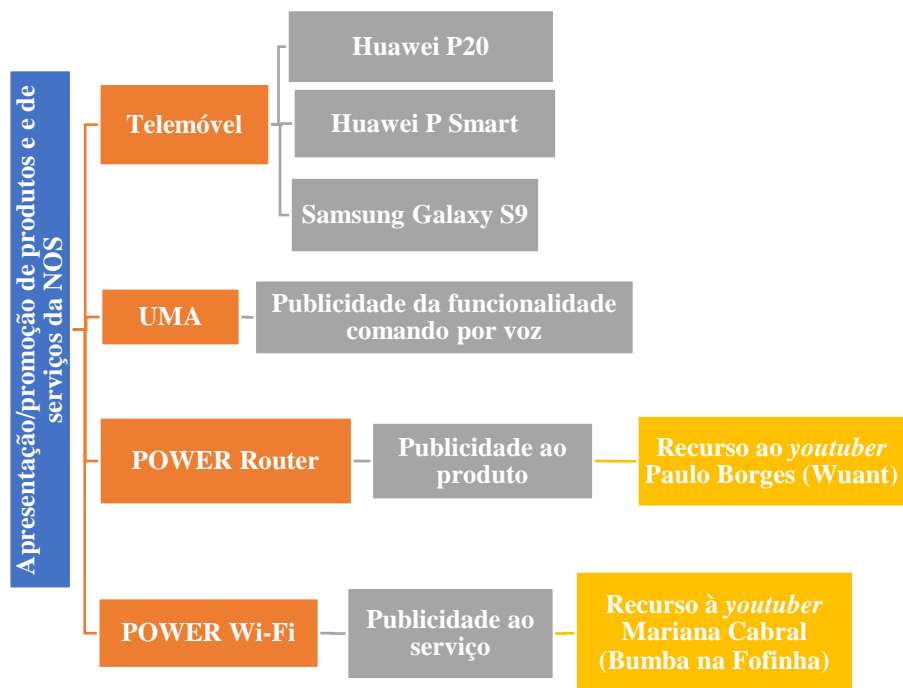 Apresentação/promoção de produtos e e de
serviços da NOS
Telemóvel
Huawei P20
Huawei P Smart
Samsung Galaxy S9
UMA
Publicidade da funcionalidade
comando por voz
POWER Router
Publicidade ao
produto
Recurso ao youtuber
Paulo Borges (Wuant)
POWER Wi-Fi
Publicidade ao
serviço
Recurso à youtuber
Mariana Cabral
(Bumba na Fofinha)